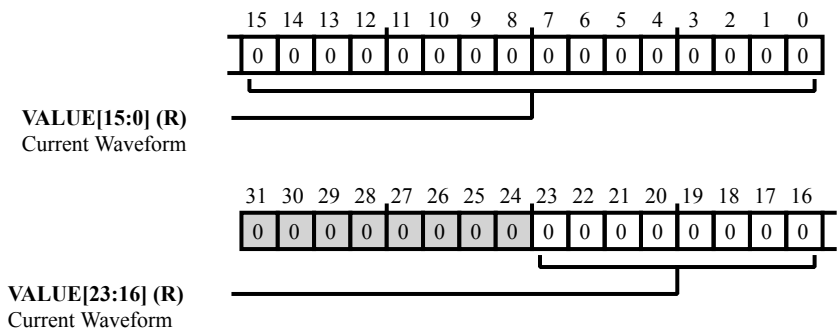 15 14 13 12 11 10 9 8 7 6 5 4 3 2 1 0
0 0 0 0 0 0 0 0 0 0 0 0 0 0 0 0
VALUE[15:0] (R)
Current Waveform
31 30 29 28 27 26 25 24 23 22 21 20 19 18 17 16
0 0 0 0 0 0 0 0 0 0 0 0 0 0 0 0
VALUE[23:16] (R)
Current Waveform